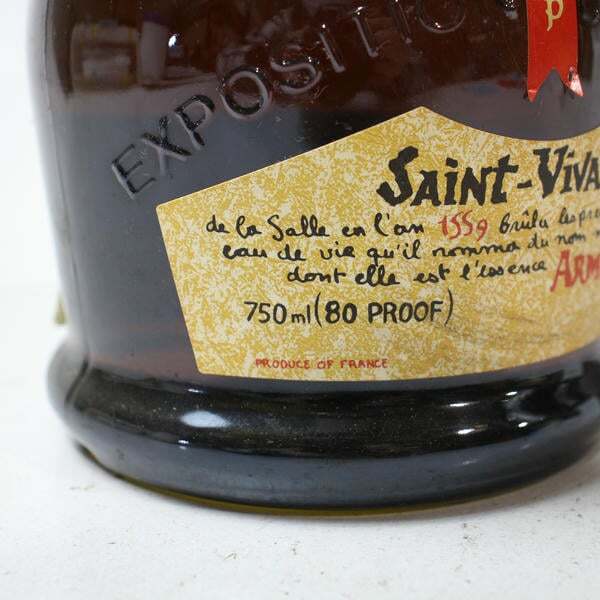 EXPOSITIO
SAINT-VIVA
de la Salle en l'an 1559 brûla les pre
eau de vie qu'il nomma du nom
dont elle est l'essence ARM
750 ml (80 PROOF)
PRODUCE OF FRANCE